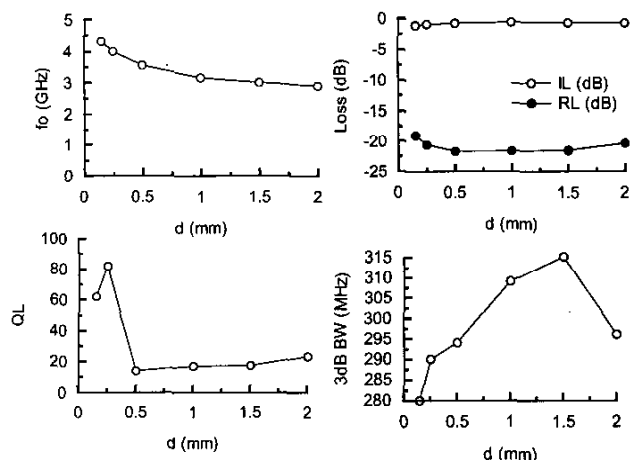 fo (GHz)
5
4
3
2
1
0
0 0.5 1 1.5 2
d (mm)
Loss (dB)
0
-5
-10
-15
-20
-25
IL (dB)
RL (dB)
0 0.5 1 1.5 2
d (mm)
QL
100
80
60
40
20
0
0 0.5 1 1.5 2
d (mm)
3dB BW (MHz)
315
310
305
300
295
290
285
280
0 0.5 1 1.5 2
d (mm)